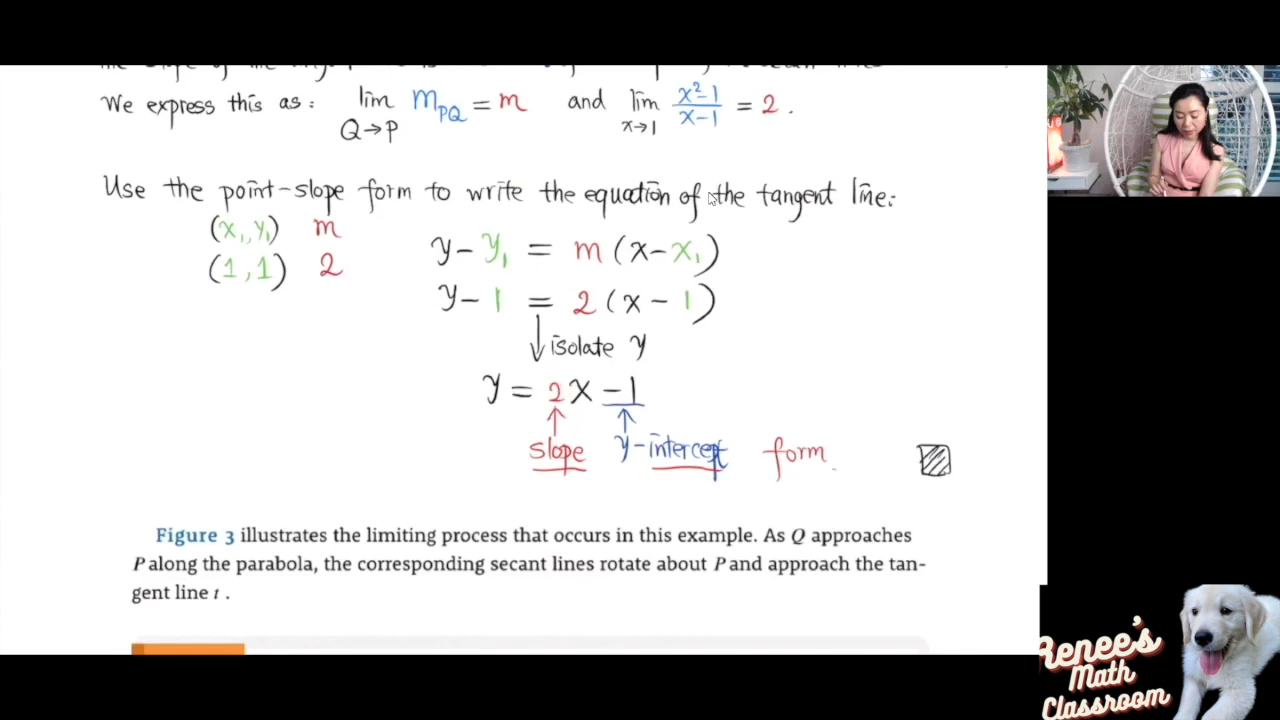 We express this as: lim Q→P mPQ = m and lim x→1 x²-1/x-1 = 2.
Use the point-slope form to write the equation of the tangent line:
(x₁, y₁) m
(1, 1) 2
y - y₁ = m (x - x₁)
y - 1 = 2 (x - 1)
isolate y
y = 2x -1
slope y-intercept form.
Figure 3 illustrates the limiting process that occurs in this example. As Q approaches
P along the parabola, the corresponding secant lines rotate about P and approach the tan-
gent line t .
Renee's
Math
Classroom